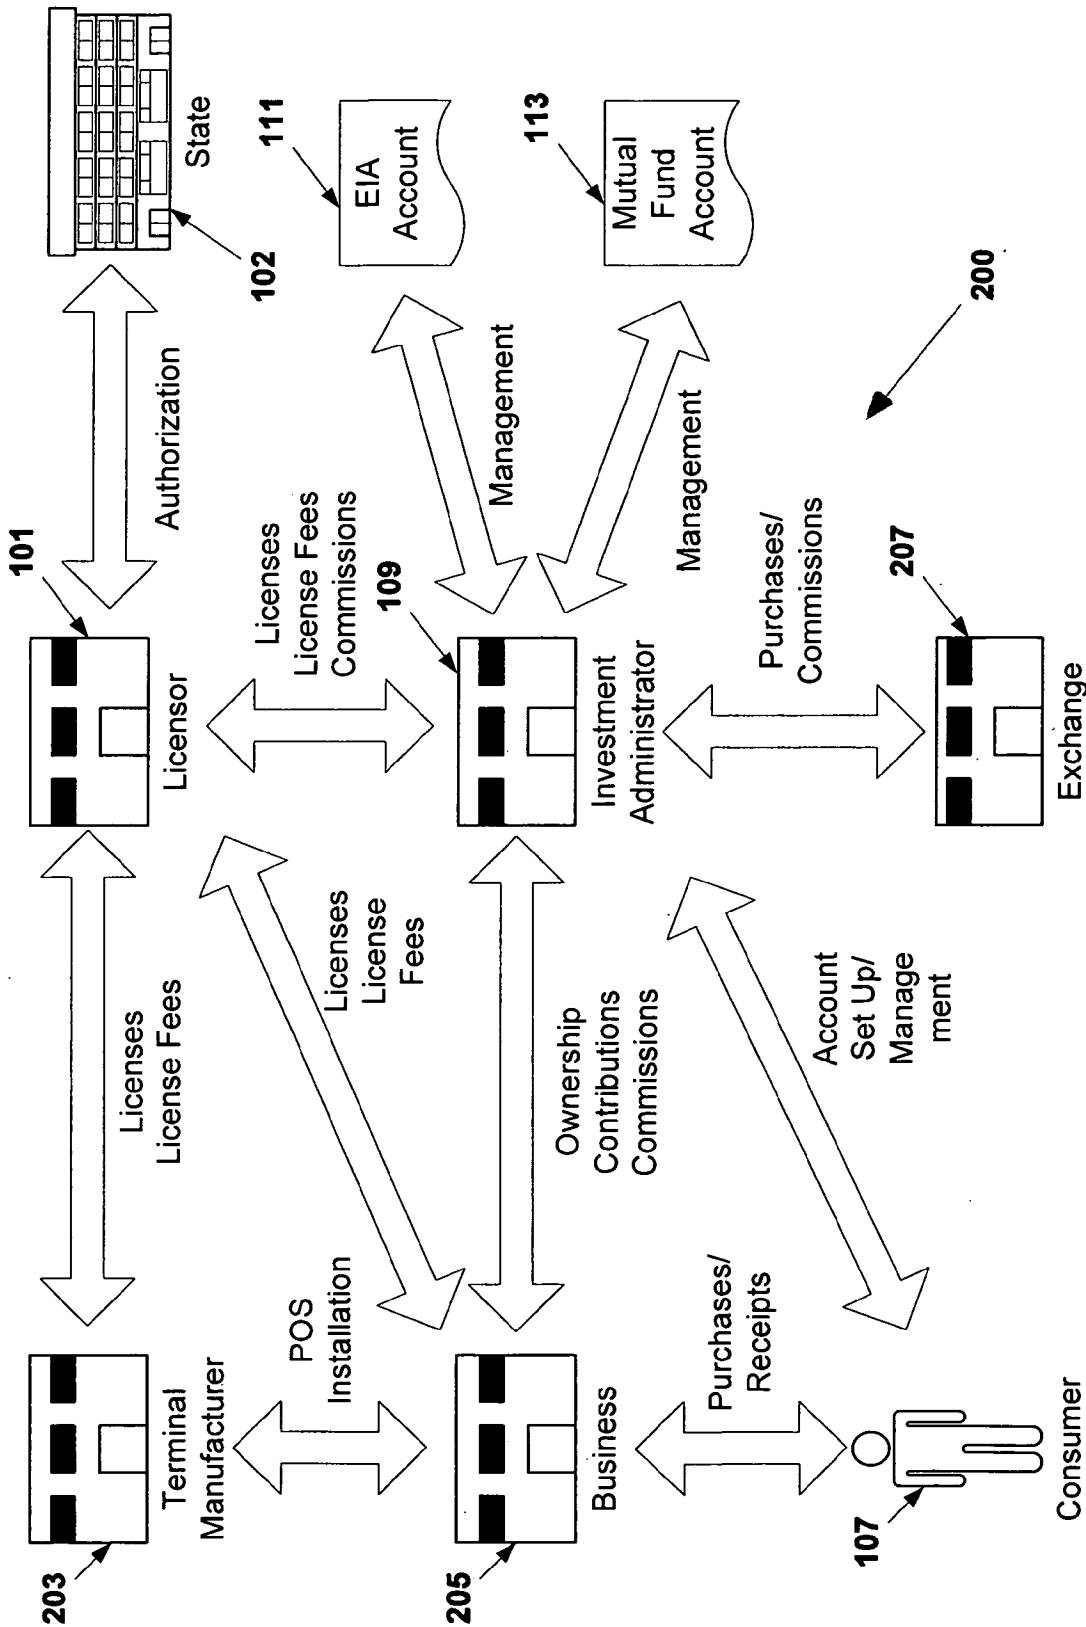 203
Terminal
Manufacturer
Licenses
License Fees
101
Licensor
Authorization
102
State
POS
Installation
Licenses
License
Fees
Licenses
License Fees
Commissions
205
Business
Ownership
Contributions
Commissions
109
Investment
Administrator
Management
111
EIA
Account
Management
113
Mutual
Fund
Account
Purchases/
Receipts
107
Consumer
Account
Set Up/
Manage
ment
Purchases/
Commissions
207
Exchange
200